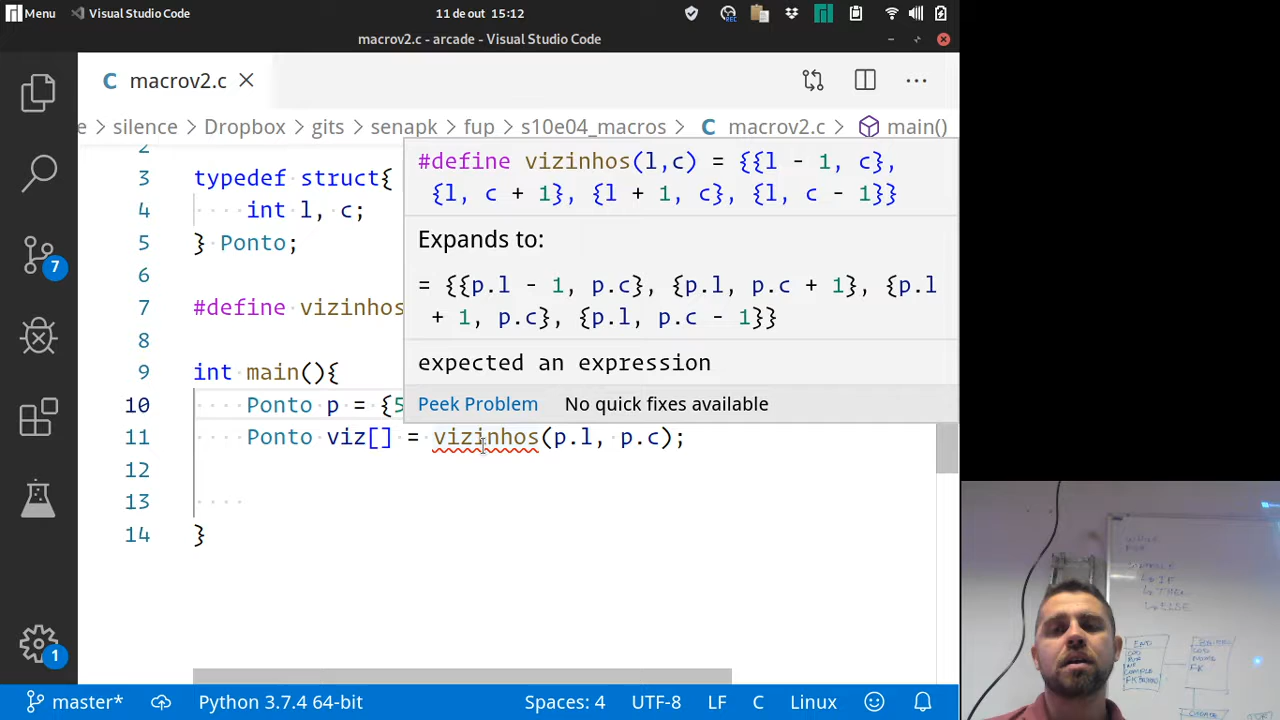 Menu Visual Studio Code 11 de out 15:12
REC
macrov2.c - arcade - Visual Studio Code
C macrov2.c
e > silence > Dropbox > gits > senapk > fup > s10e04_macros > C macrov2.c > main()
2
3 typedef struct{
4 ····int l, c;
5 } Ponto;
6
7 #define vizinhos
8
9 int main(){
10 ····Ponto p = {5
11 ····Ponto viz[] = vizinhos(p.l, p.c);
12
13 ····
14 }
#define vizinhos(l,c) = {{l - 1, c},
{l, c + 1}, {l + 1, c}, {l, c - 1}}
Expands to:
= {{p.l - 1, p.c}, {p.l, p.c + 1}, {p.l
+ 1, p.c}, {p.l, p.c - 1}}
expected an expression
Peek Problem No quick fixes available
7
1
master* Python 3.7.4 64-bit Spaces: 4 UTF-8 LF C Linux
IF
ELSE